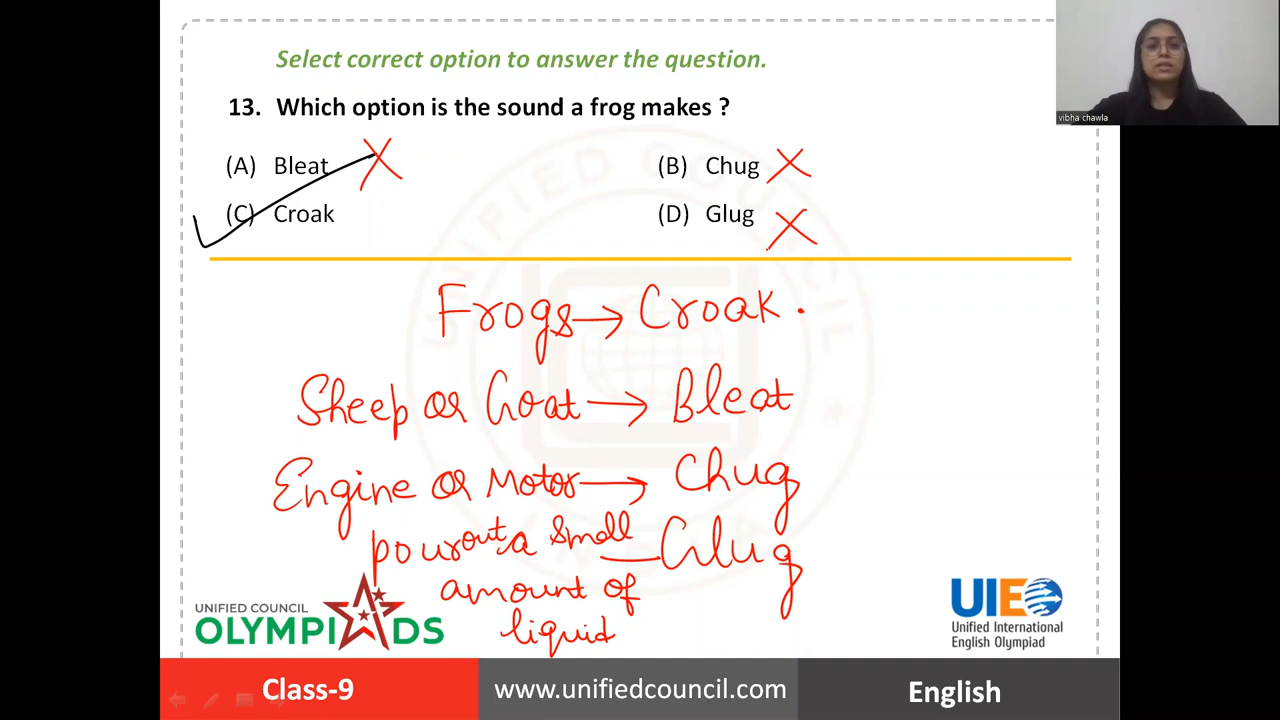 Select correct option to answer the question.
13. Which option is the sound a frog makes ?
(A) Bleat
(B) Chug
(C) Croak
(D) Glug
vibha chawla
Frogs → Croak.
Sheep or Goat → Bleat
Engine or Motor → Chug
pour out a small — Glug
amount of
liquid
UNIFIED COUNCIL
OLYMPIADS
UIEO
Unified International
English Olympiad
Class-9
www.unifiedcouncil.com
English